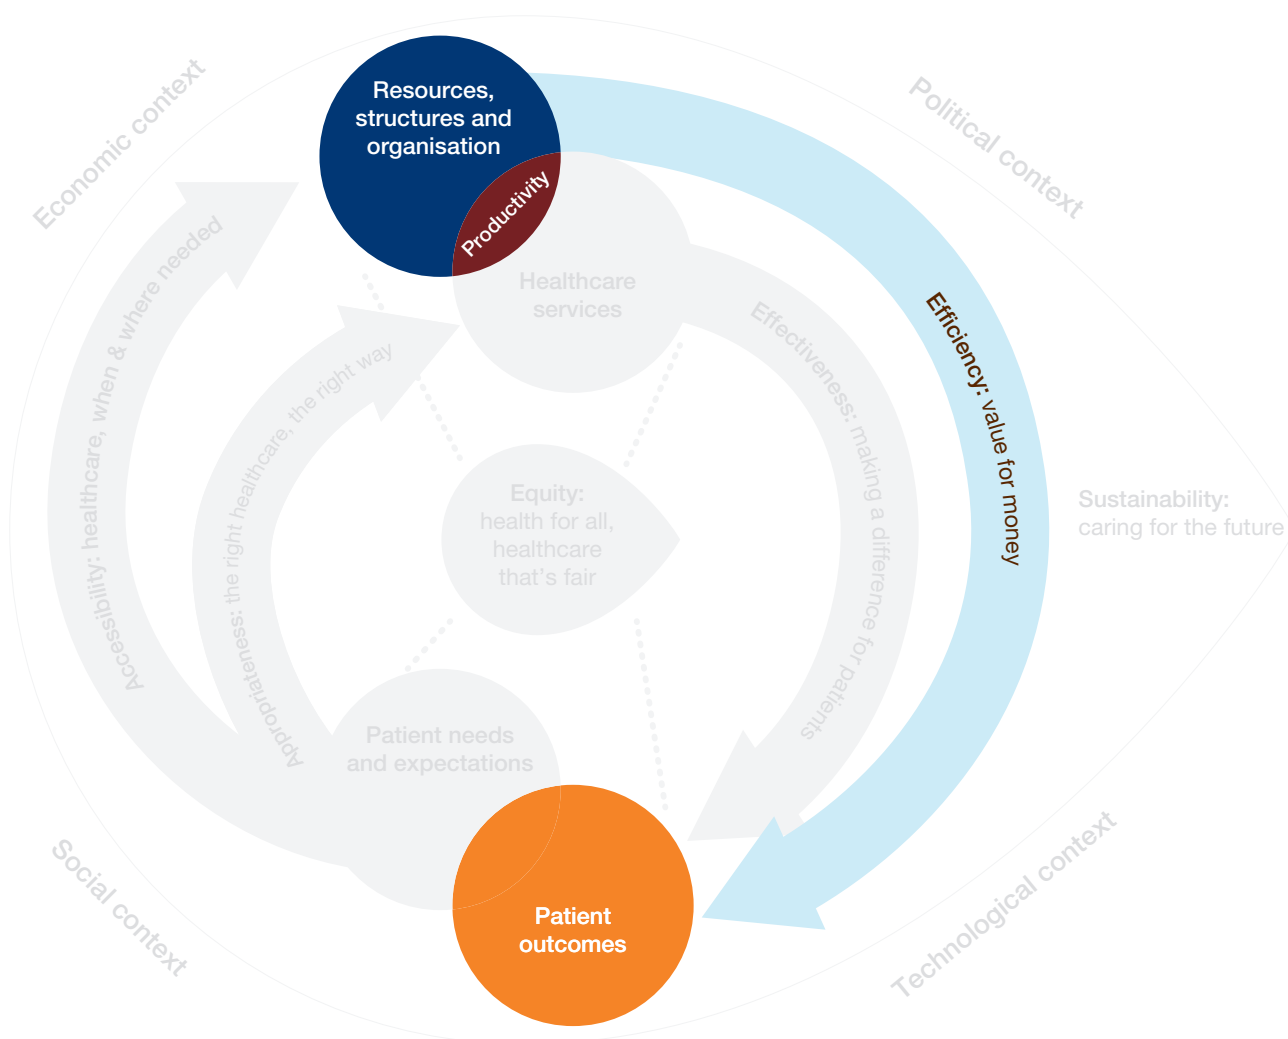 Economic context
Political context
Resources,
structures and
organisation
Productivity
Healthcare
services
Accessibility: healthcare, when & where needed
Appropriateness: the right healthcare, the right way
Effectiveness: making a difference for patients
Efficiency: value for money
Equity:
health for all,
healthcare
that's fair
Sustainability:
caring for the future
Patient needs
and expectations
Patient
outcomes
Social context
Technological context